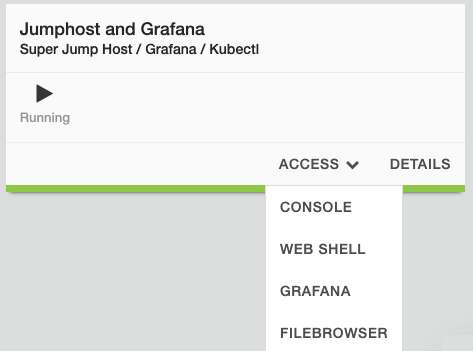 Jumphost and Grafana
Super Jump Host / Grafana / Kubectl
Running
ACCESS DETAILS
CONSOLE
WEB SHELL
GRAFANA
FILEBROWSER